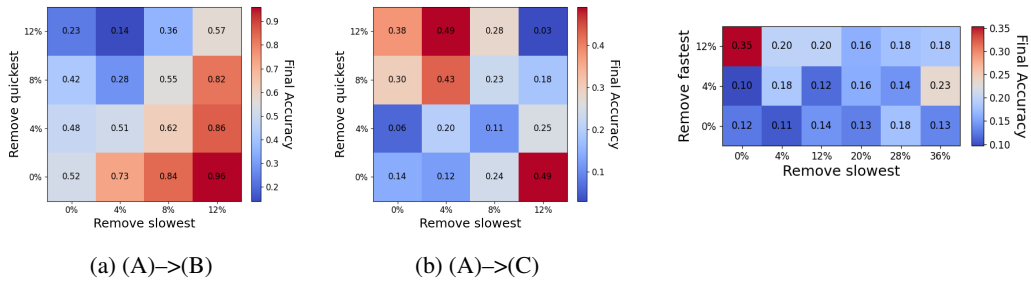 Remove quickest
12%
8%
4%
0%
0.23 0.14 0.36 0.57
0.42 0.28 0.55 0.82
0.48 0.51 0.62 0.86
0.52 0.73 0.84 0.96
0% 4% 8% 12%
Remove slowest
0.9
0.8
0.7
0.6
0.5
0.4
0.3
0.2
Final Accuracy
(a) (A)–>(B)
Remove quickest
12%
8%
4%
0%
0.38 0.49 0.28 0.03
0.30 0.43 0.23 0.18
0.06 0.20 0.11 0.25
0.14 0.12 0.24 0.49
0% 4% 8% 12%
Remove slowest
0.4
0.3
0.2
0.1
Final Accuracy
(b) (A)–>(C)
Remove fastest
12%
4%
0%
0.35 0.20 0.20 0.16 0.18 0.18
0.10 0.18 0.12 0.16 0.14 0.23
0.12 0.11 0.14 0.13 0.18 0.13
0% 4% 12% 20% 28% 36%
Remove slowest
0.35
0.30
0.25
0.20
0.15
0.10
Final Accuracy